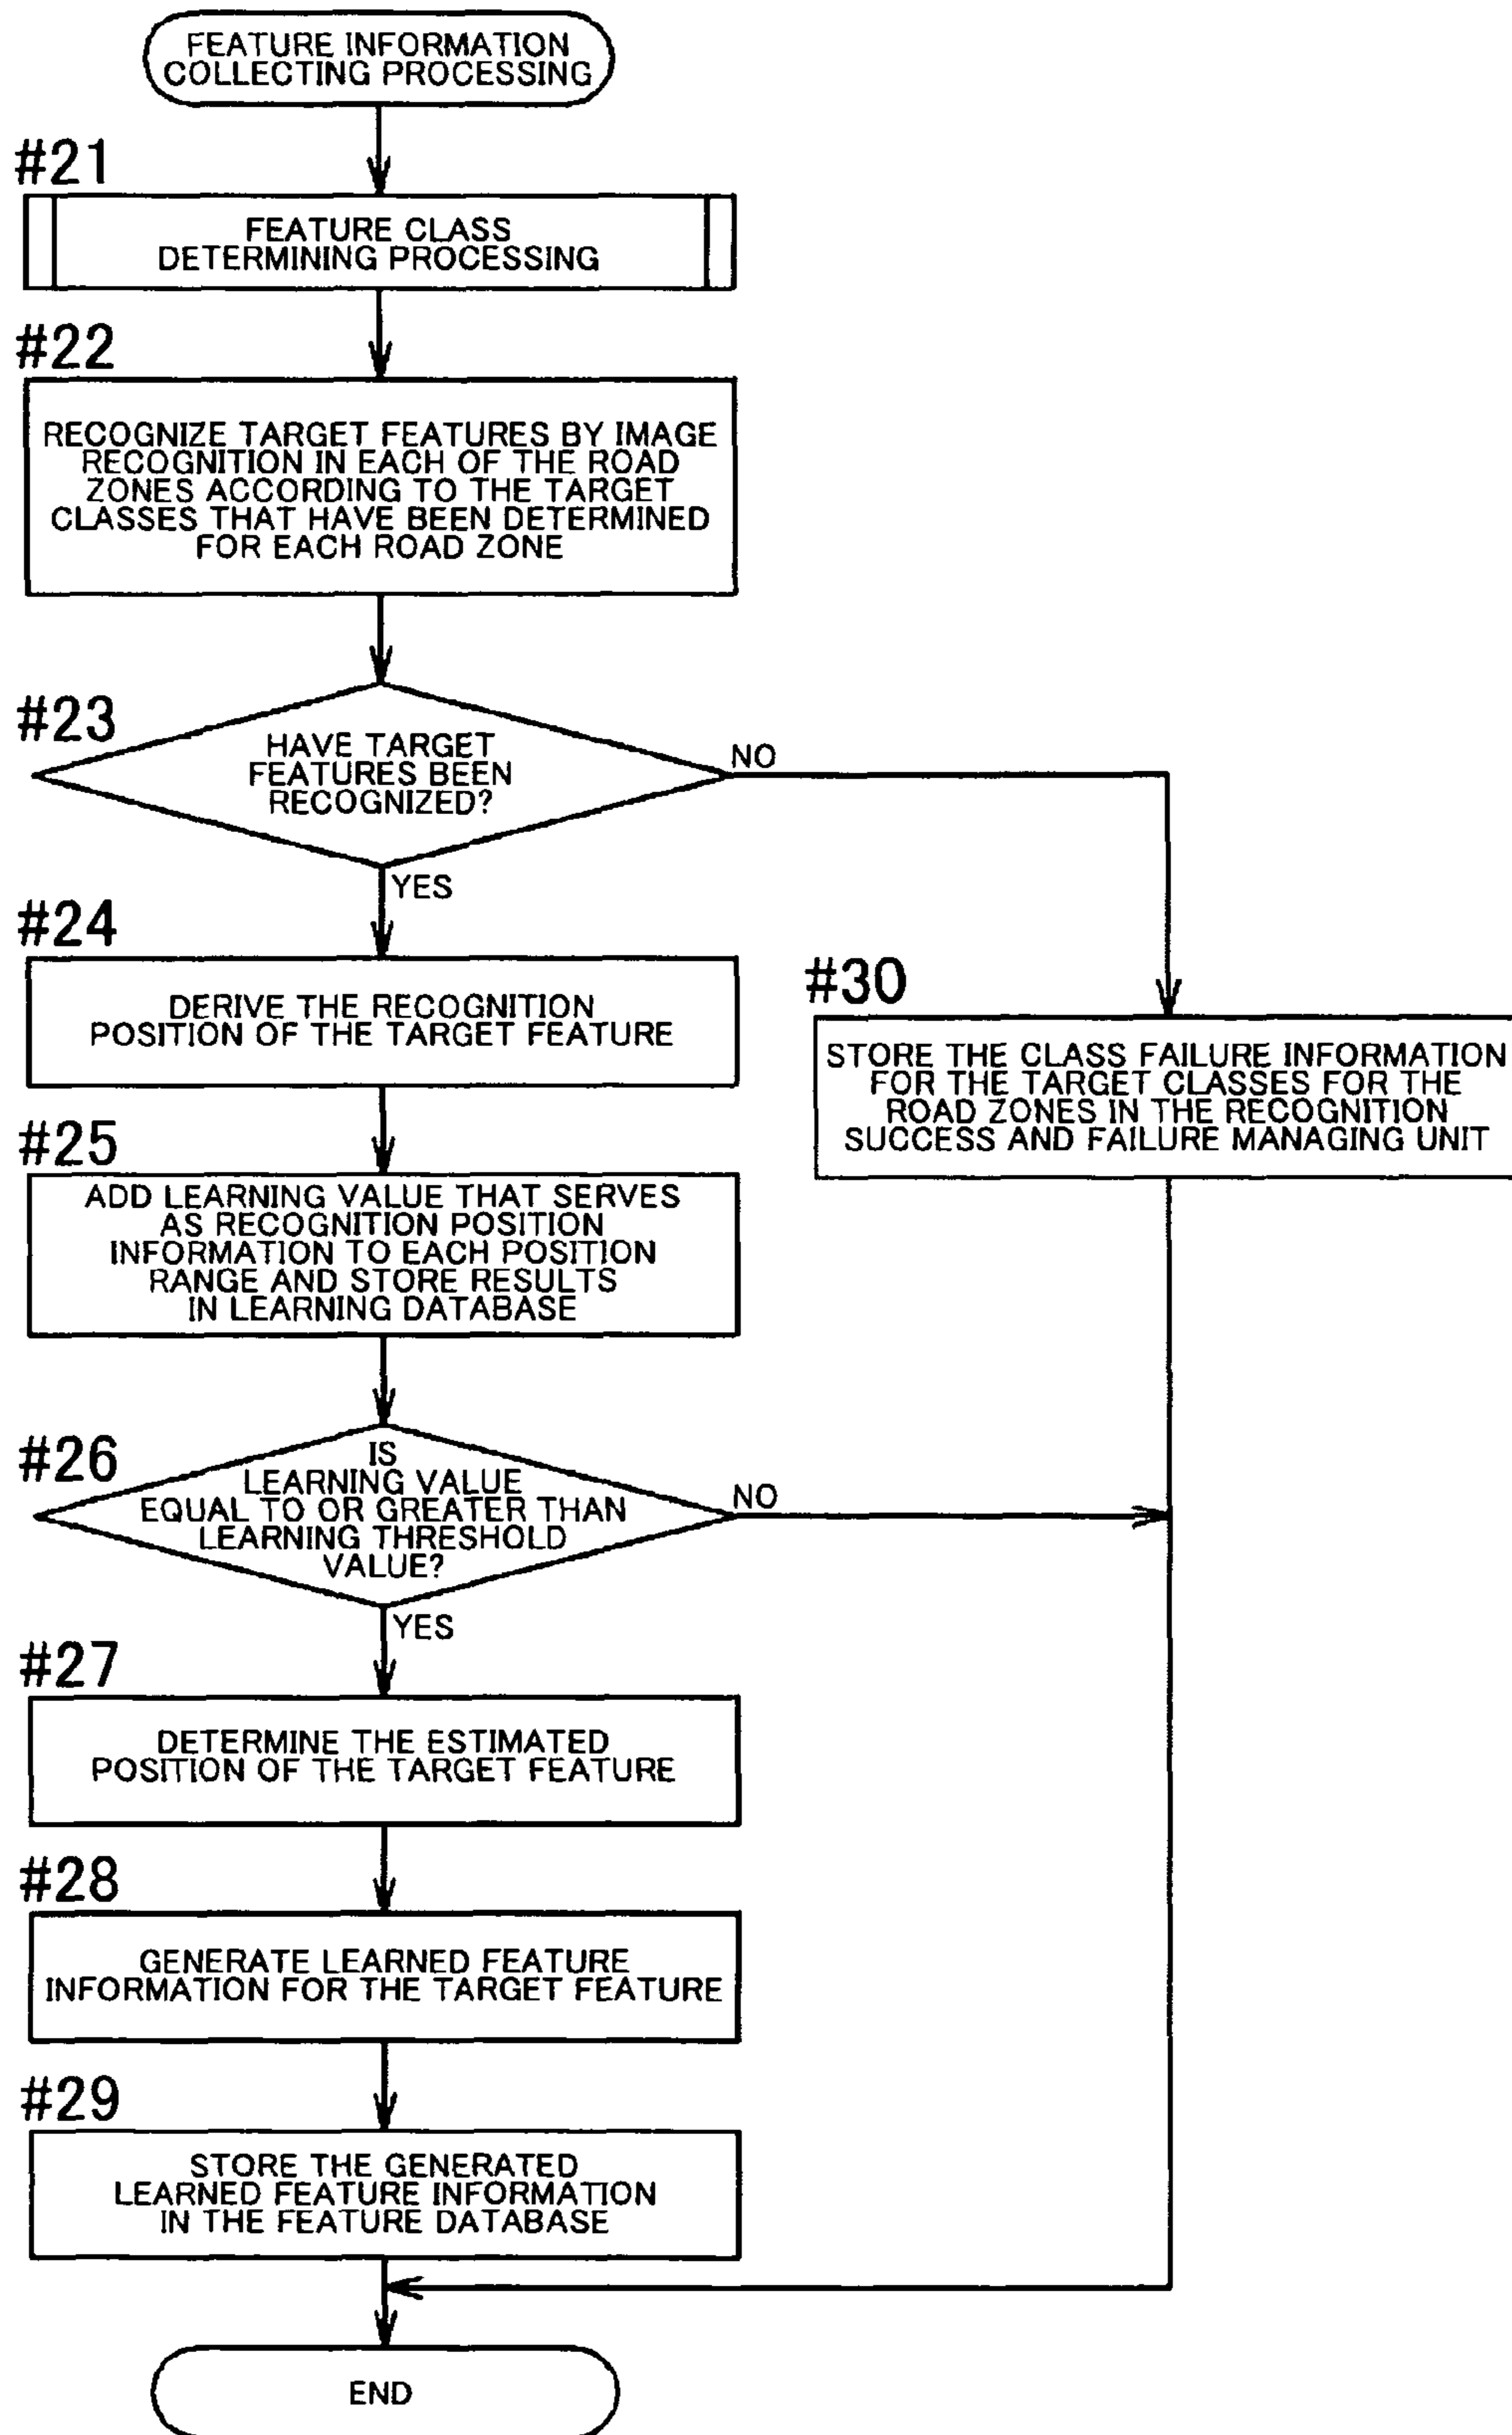 FEATURE INFORMATION
COLLECTING PROCESSING
#21
FEATURE CLASS
DETERMINING PROCESSING
#22
RECOGNIZE TARGET FEATURES BY IMAGE
RECOGNITION IN EACH OF THE ROAD
ZONES ACCORDING TO THE TARGET
CLASSES THAT HAVE BEEN DETERMINED
FOR EACH ROAD ZONE
#23
HAVE TARGET
FEATURES BEEN
RECOGNIZED?
NO
YES
#24
DERIVE THE RECOGNITION
POSITION OF THE TARGET FEATURE
#30
STORE THE CLASS FAILURE INFORMATION
FOR THE TARGET CLASSES FOR THE
ROAD ZONES IN THE RECOGNITION
SUCCESS AND FAILURE MANAGING UNIT
#25
ADD LEARNING VALUE THAT SERVES
AS RECOGNITION POSITION
INFORMATION TO EACH POSITION
RANGE AND STORE RESULTS
IN LEARNING DATABASE
#26
IS
LEARNING VALUE
EQUAL TO OR GREATER THAN
LEARNING THRESHOLD
VALUE?
NO
YES
#27
DETERMINE THE ESTIMATED
POSITION OF THE TARGET FEATURE
#28
GENERATE LEARNED FEATURE
INFORMATION FOR THE TARGET FEATURE
#29
STORE THE GENERATED
LEARNED FEATURE INFORMATION
IN THE FEATURE DATABASE
END